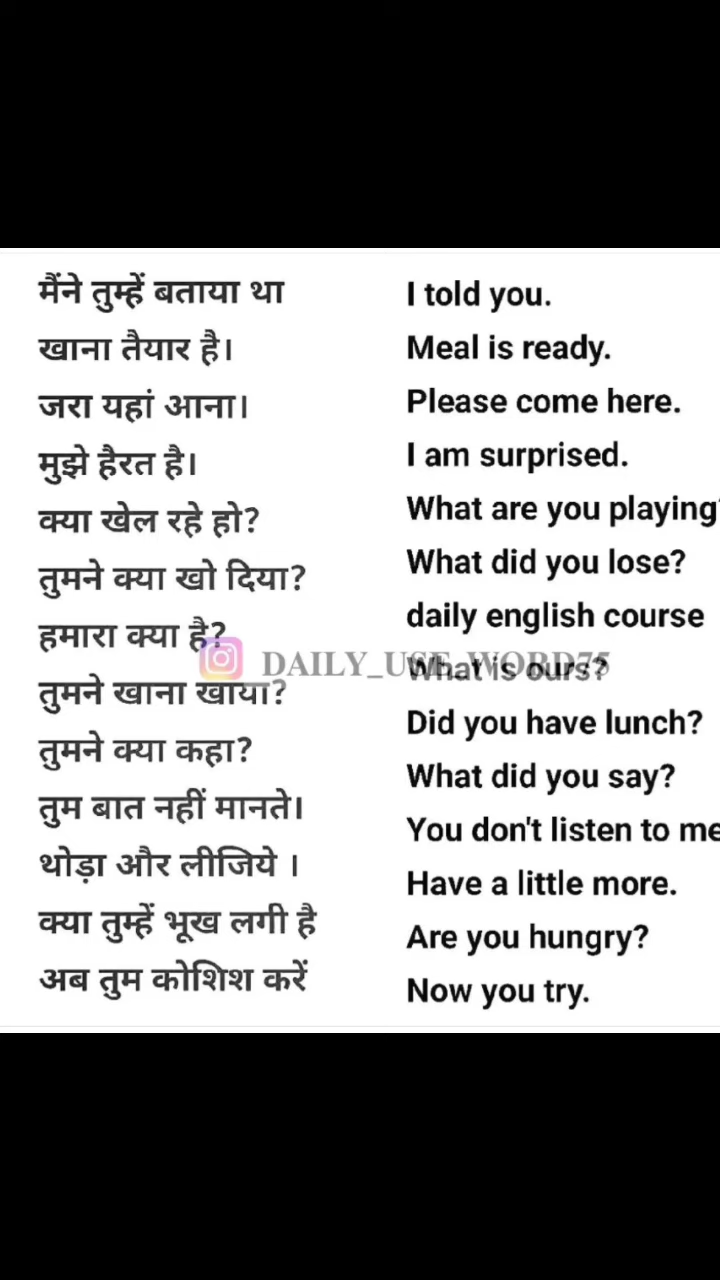 मैंने तुम्हें बताया था
खाना तैयार है।
जरा यहां आना।
मुझे हैरत है।
क्या खेल रहे हो?
तुमने क्या खो दिया?
हमारा क्या है?
तुमने खाना खाया?
तुमने क्या कहा?
तुम बात नहीं मानते।
थोड़ा और लीजिये ।
क्या तुम्हें भूख लगी है
अब तुम कोशिश करें
I told you.
Meal is ready.
Please come here.
I am surprised.
What are you playing?
What did you lose?
daily english course
What is ours?
Did you have lunch?
What did you say?
You don't listen to me
Have a little more.
Are you hungry?
Now you try.
DAILY_USE_WORD75